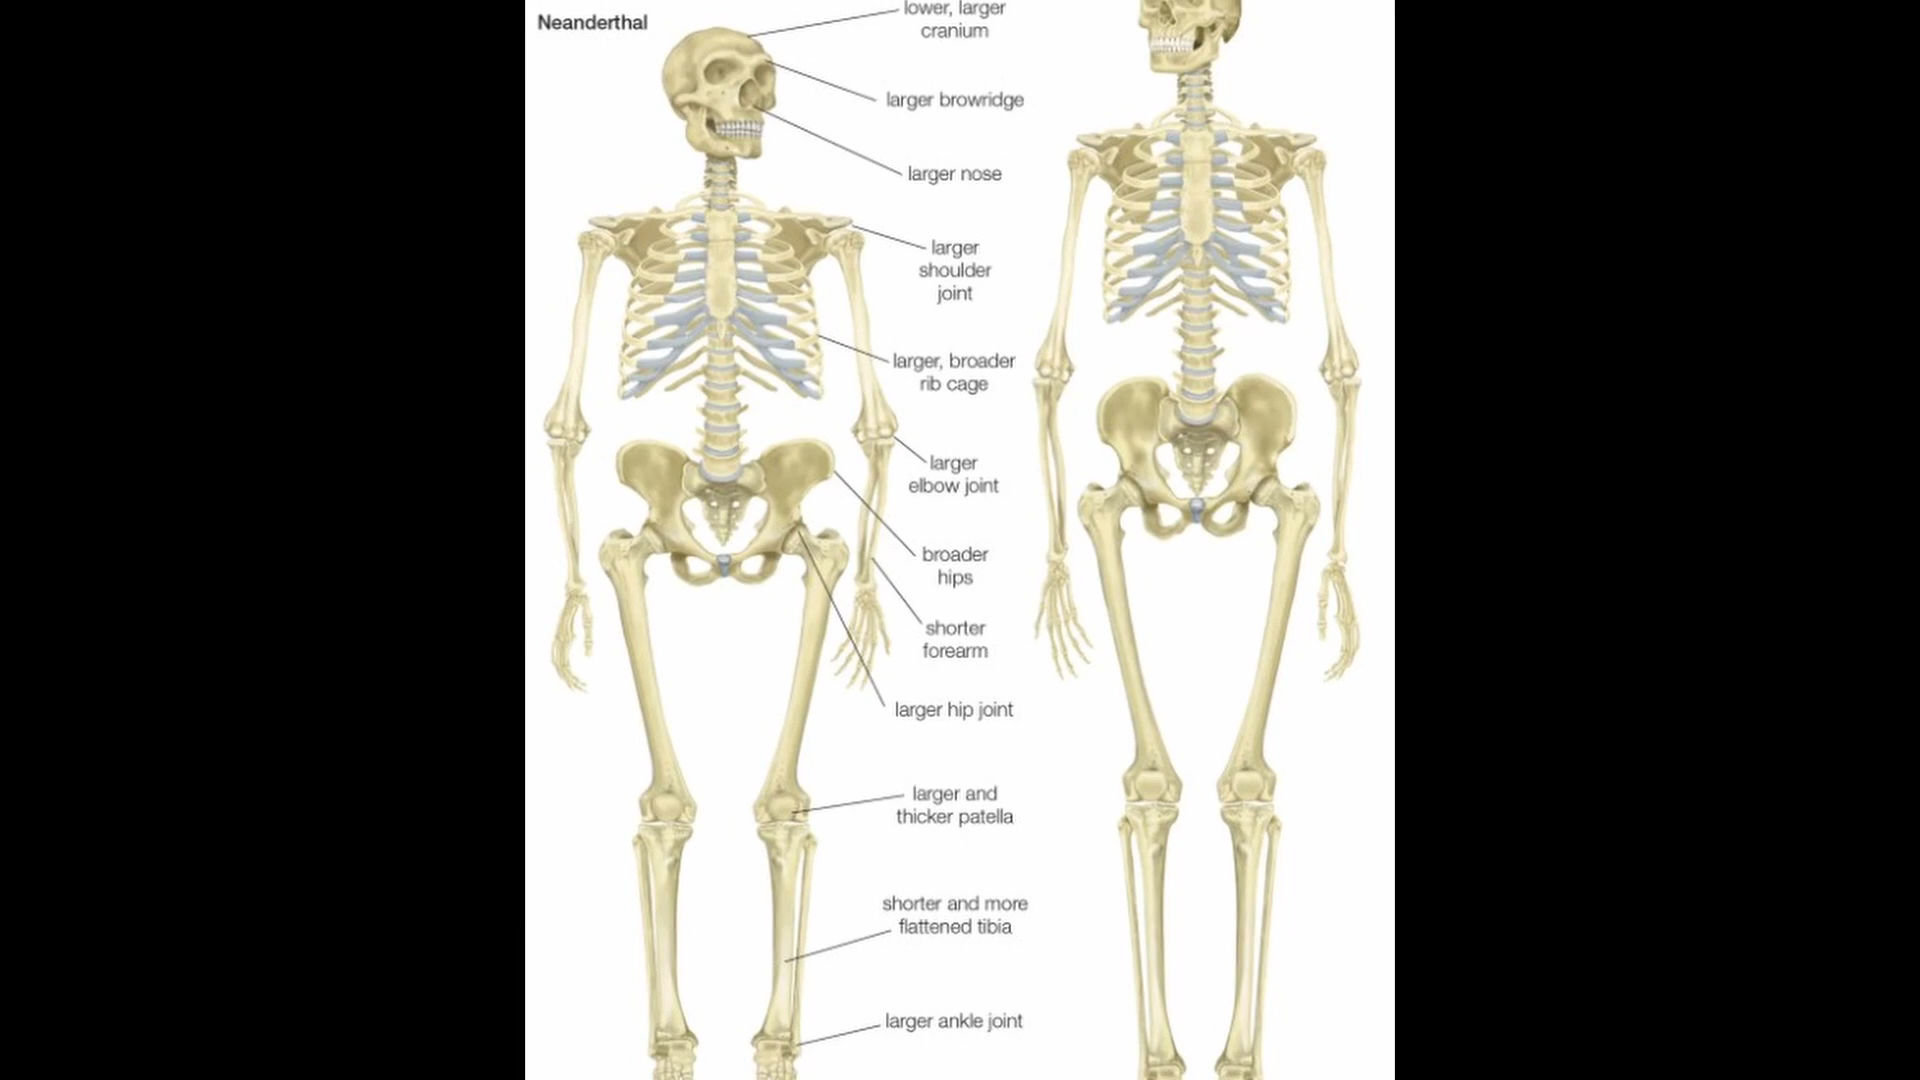 Neanderthal
lower, larger
cranium
larger browridge
larger nose
larger
shoulder
joint
larger, broader
rib cage
larger
elbow joint
broader
hips
shorter
forearm
larger hip joint
larger and
thicker patella
shorter and more
flattened tibia
larger ankle joint